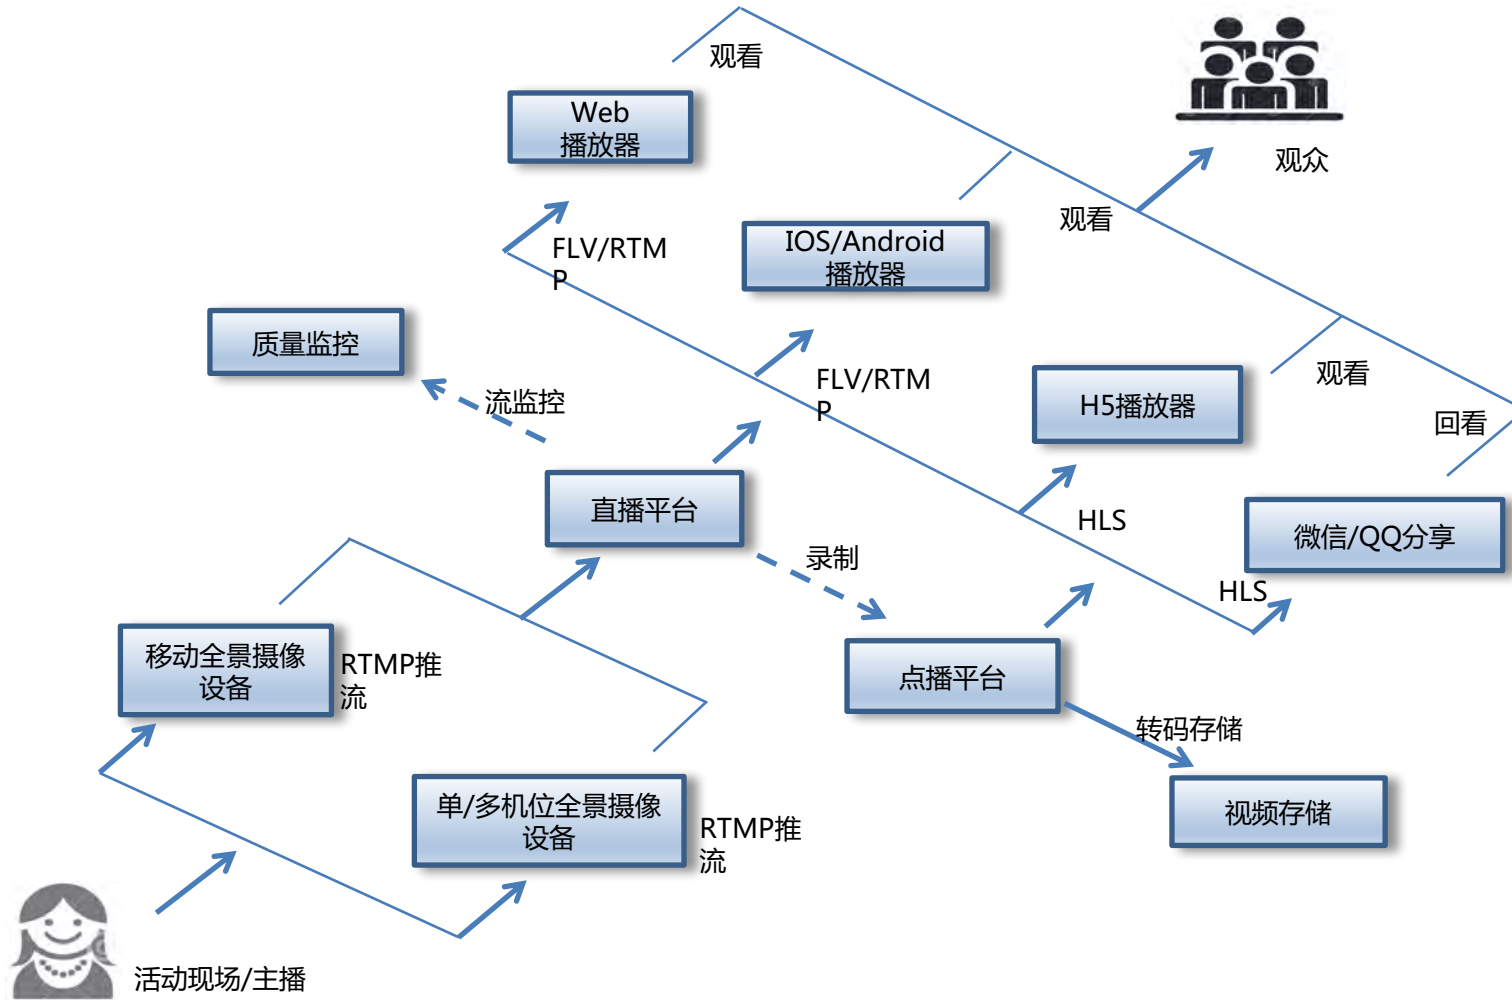 观看
Web
播放器
观众
观看
FLV/RTM
P
IOS/Android
播放器
质量监控
流监控
FLV/RTM
P
观看
H5播放器
回看
直播平台
HLS
微信/QQ分享
录制
HLS
移动全景摄像
设备
RTMP推
流
点播平台
转码存储
单/多机位全景摄像
设备
RTMP推
流
视频存储
活动现场/主播